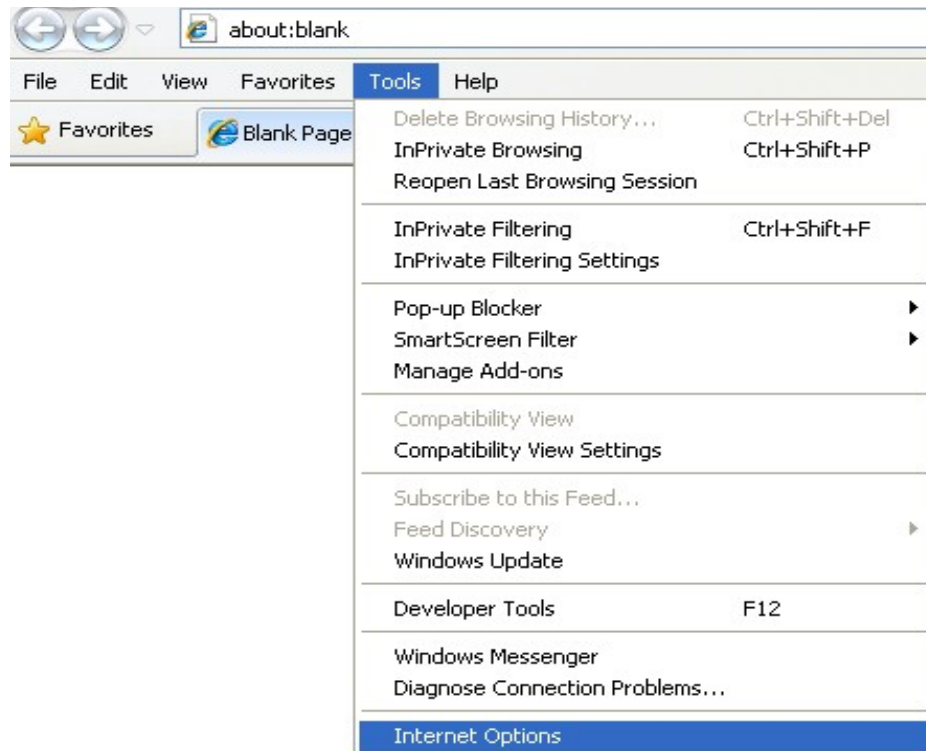 about:blank
File Edit View Favorites Tools Help
Favorites Blank Page
Delete Browsing History... Ctrl+Shift+Del
InPrivate Browsing Ctrl+Shift+P
Reopen Last Browsing Session
InPrivate Filtering Ctrl+Shift+F
InPrivate Filtering Settings
Pop-up Blocker
SmartScreen Filter
Manage Add-ons
Compatibility View
Compatibility View Settings
Subscribe to this Feed...
Feed Discovery
Windows Update
Developer Tools F12
Windows Messenger
Diagnose Connection Problems...
Internet Options